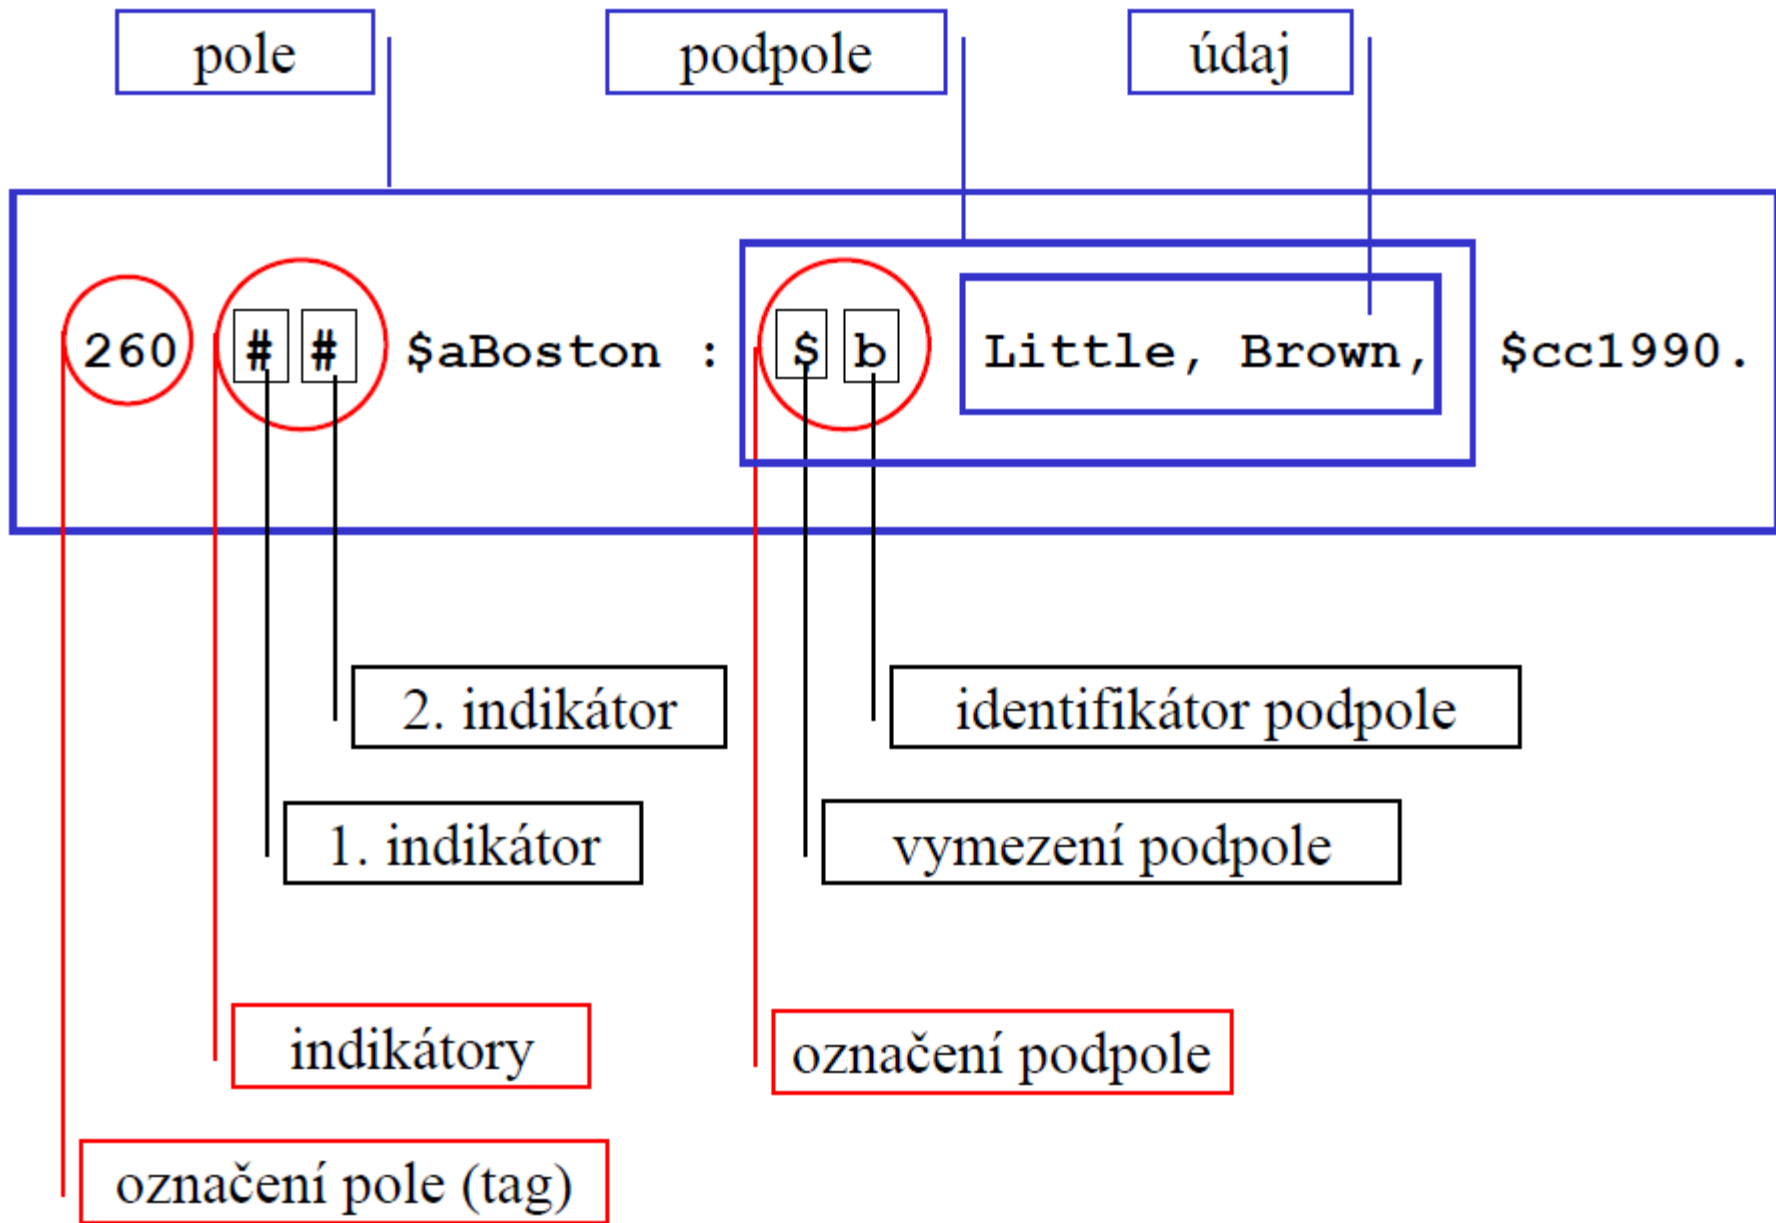 pole podpole údaj
260 # # $aBoston : $ b Little, Brown, $cc1990.
2. indikátor identifikátor podpole
1. indikátor vymezení podpole
indikátory označení podpole
označení pole (tag)